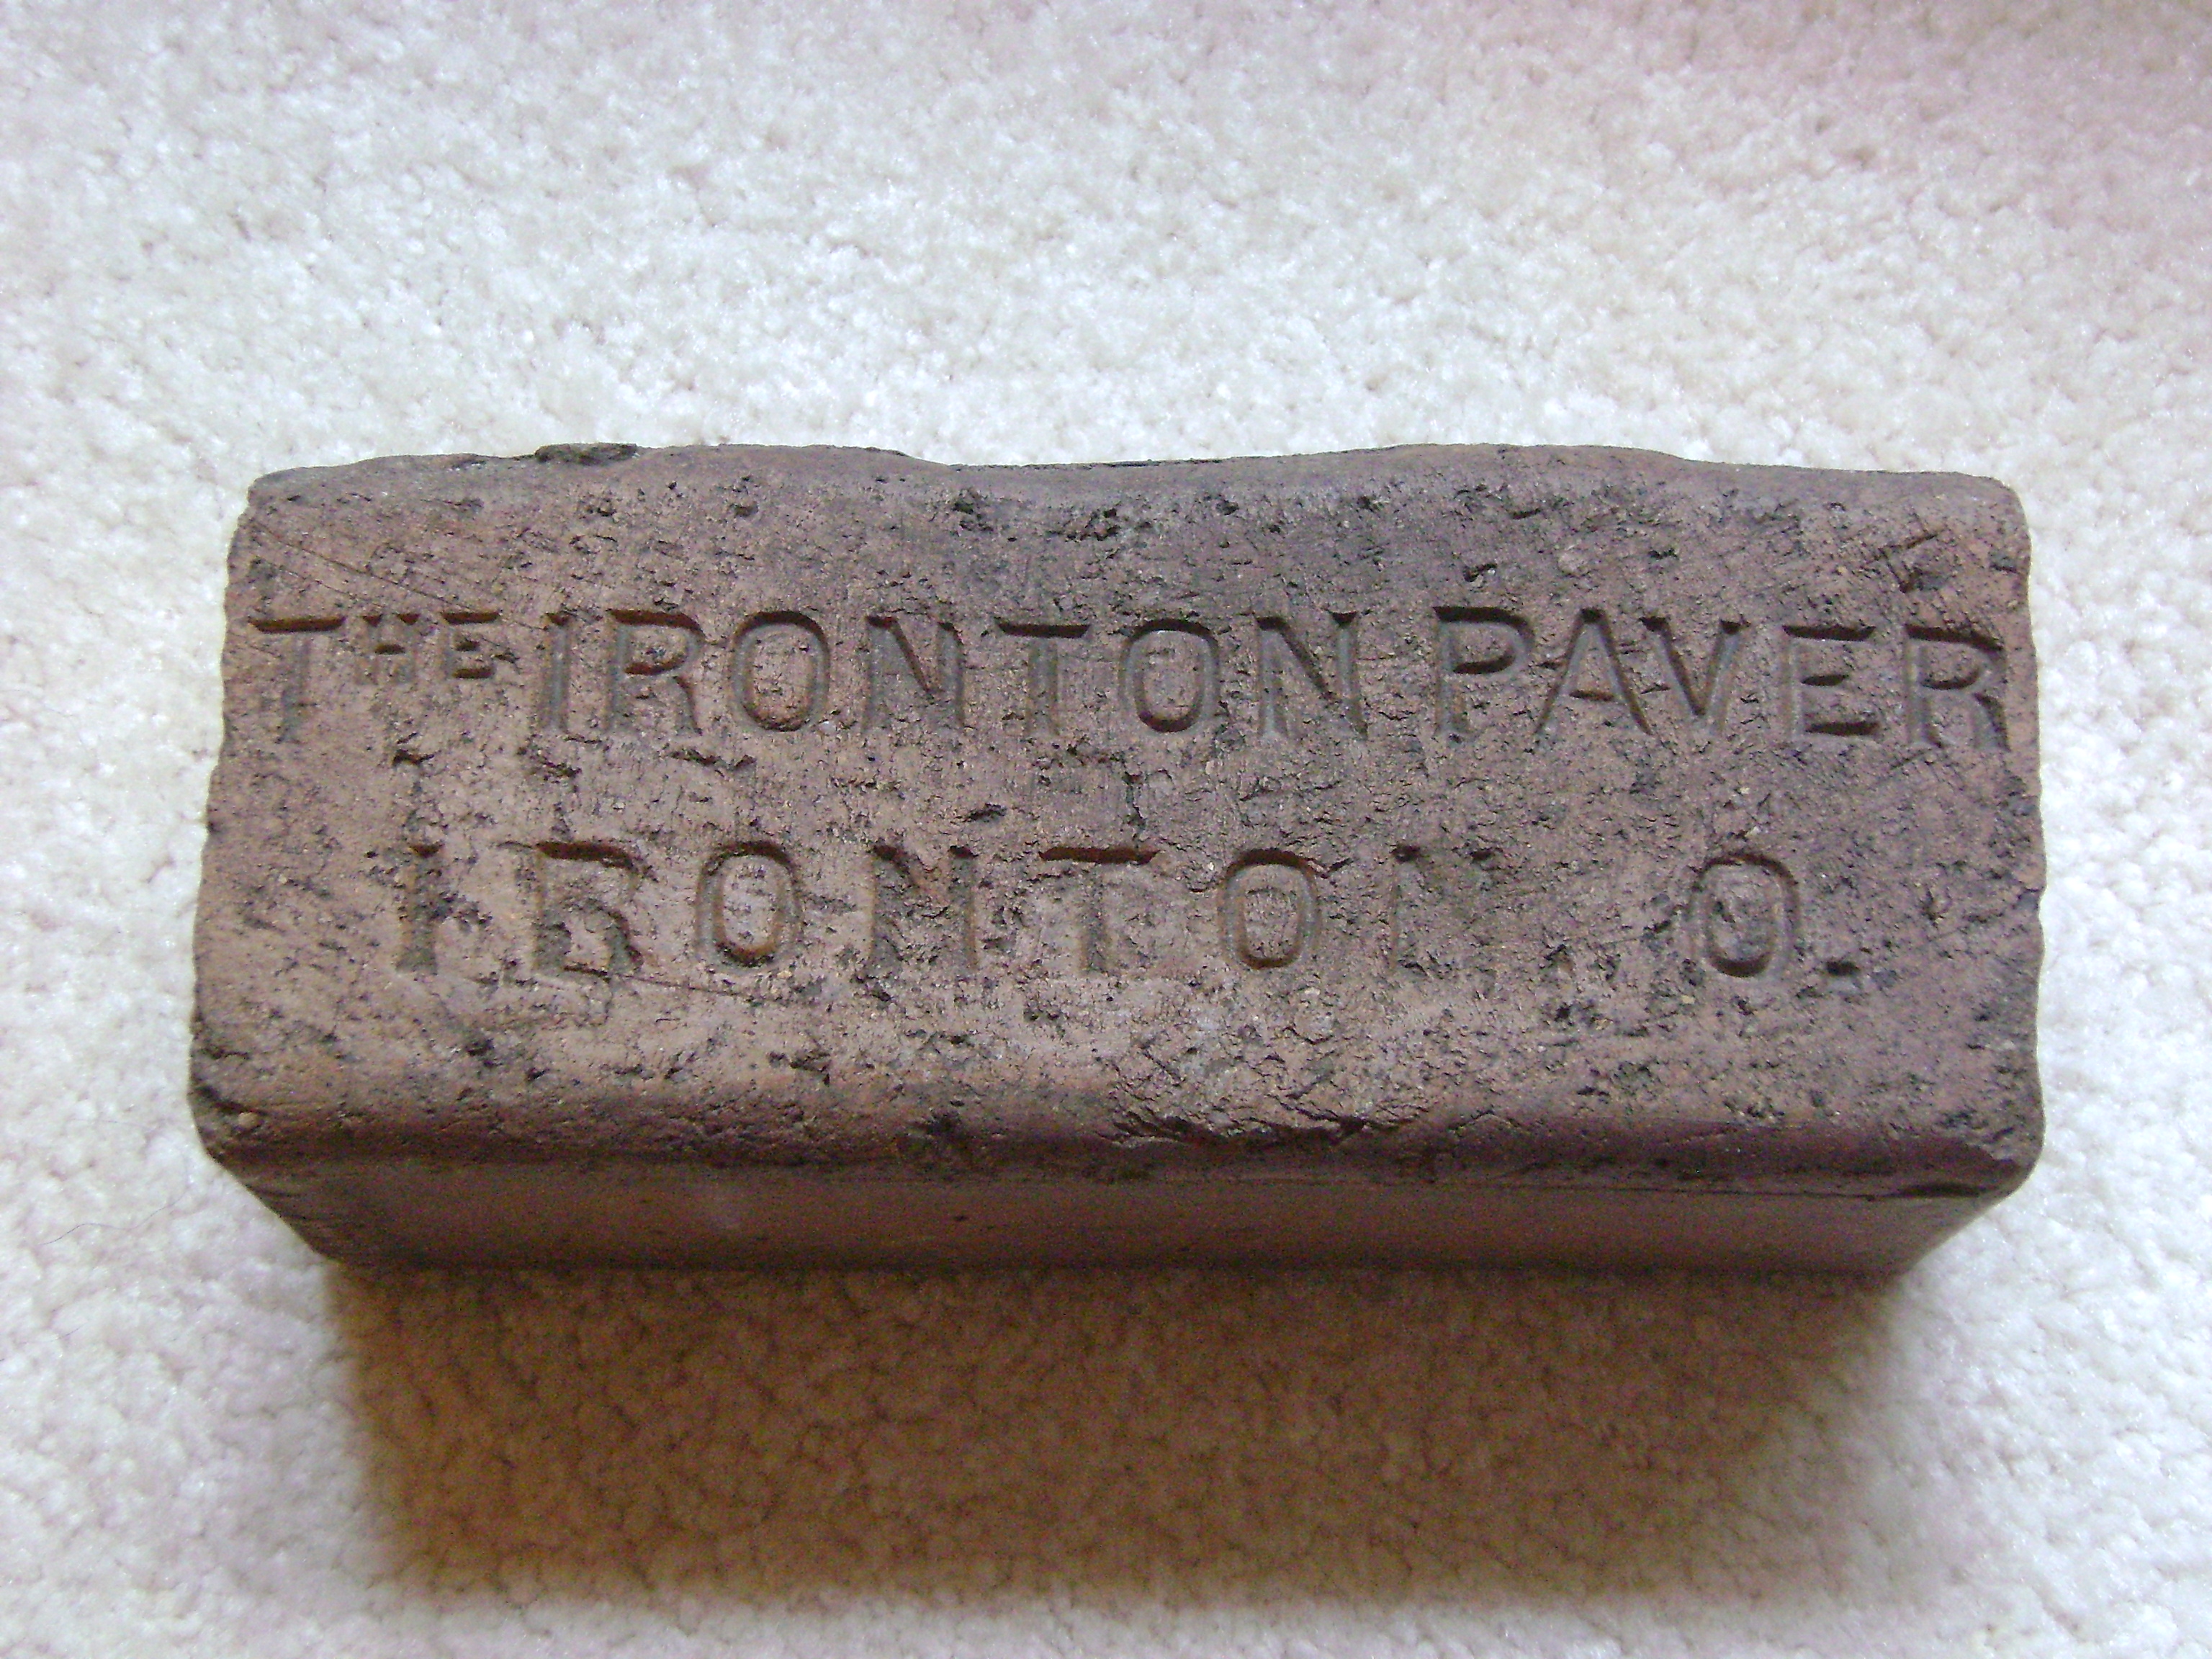 THE IRONTON PAVER
IRONTON, O.